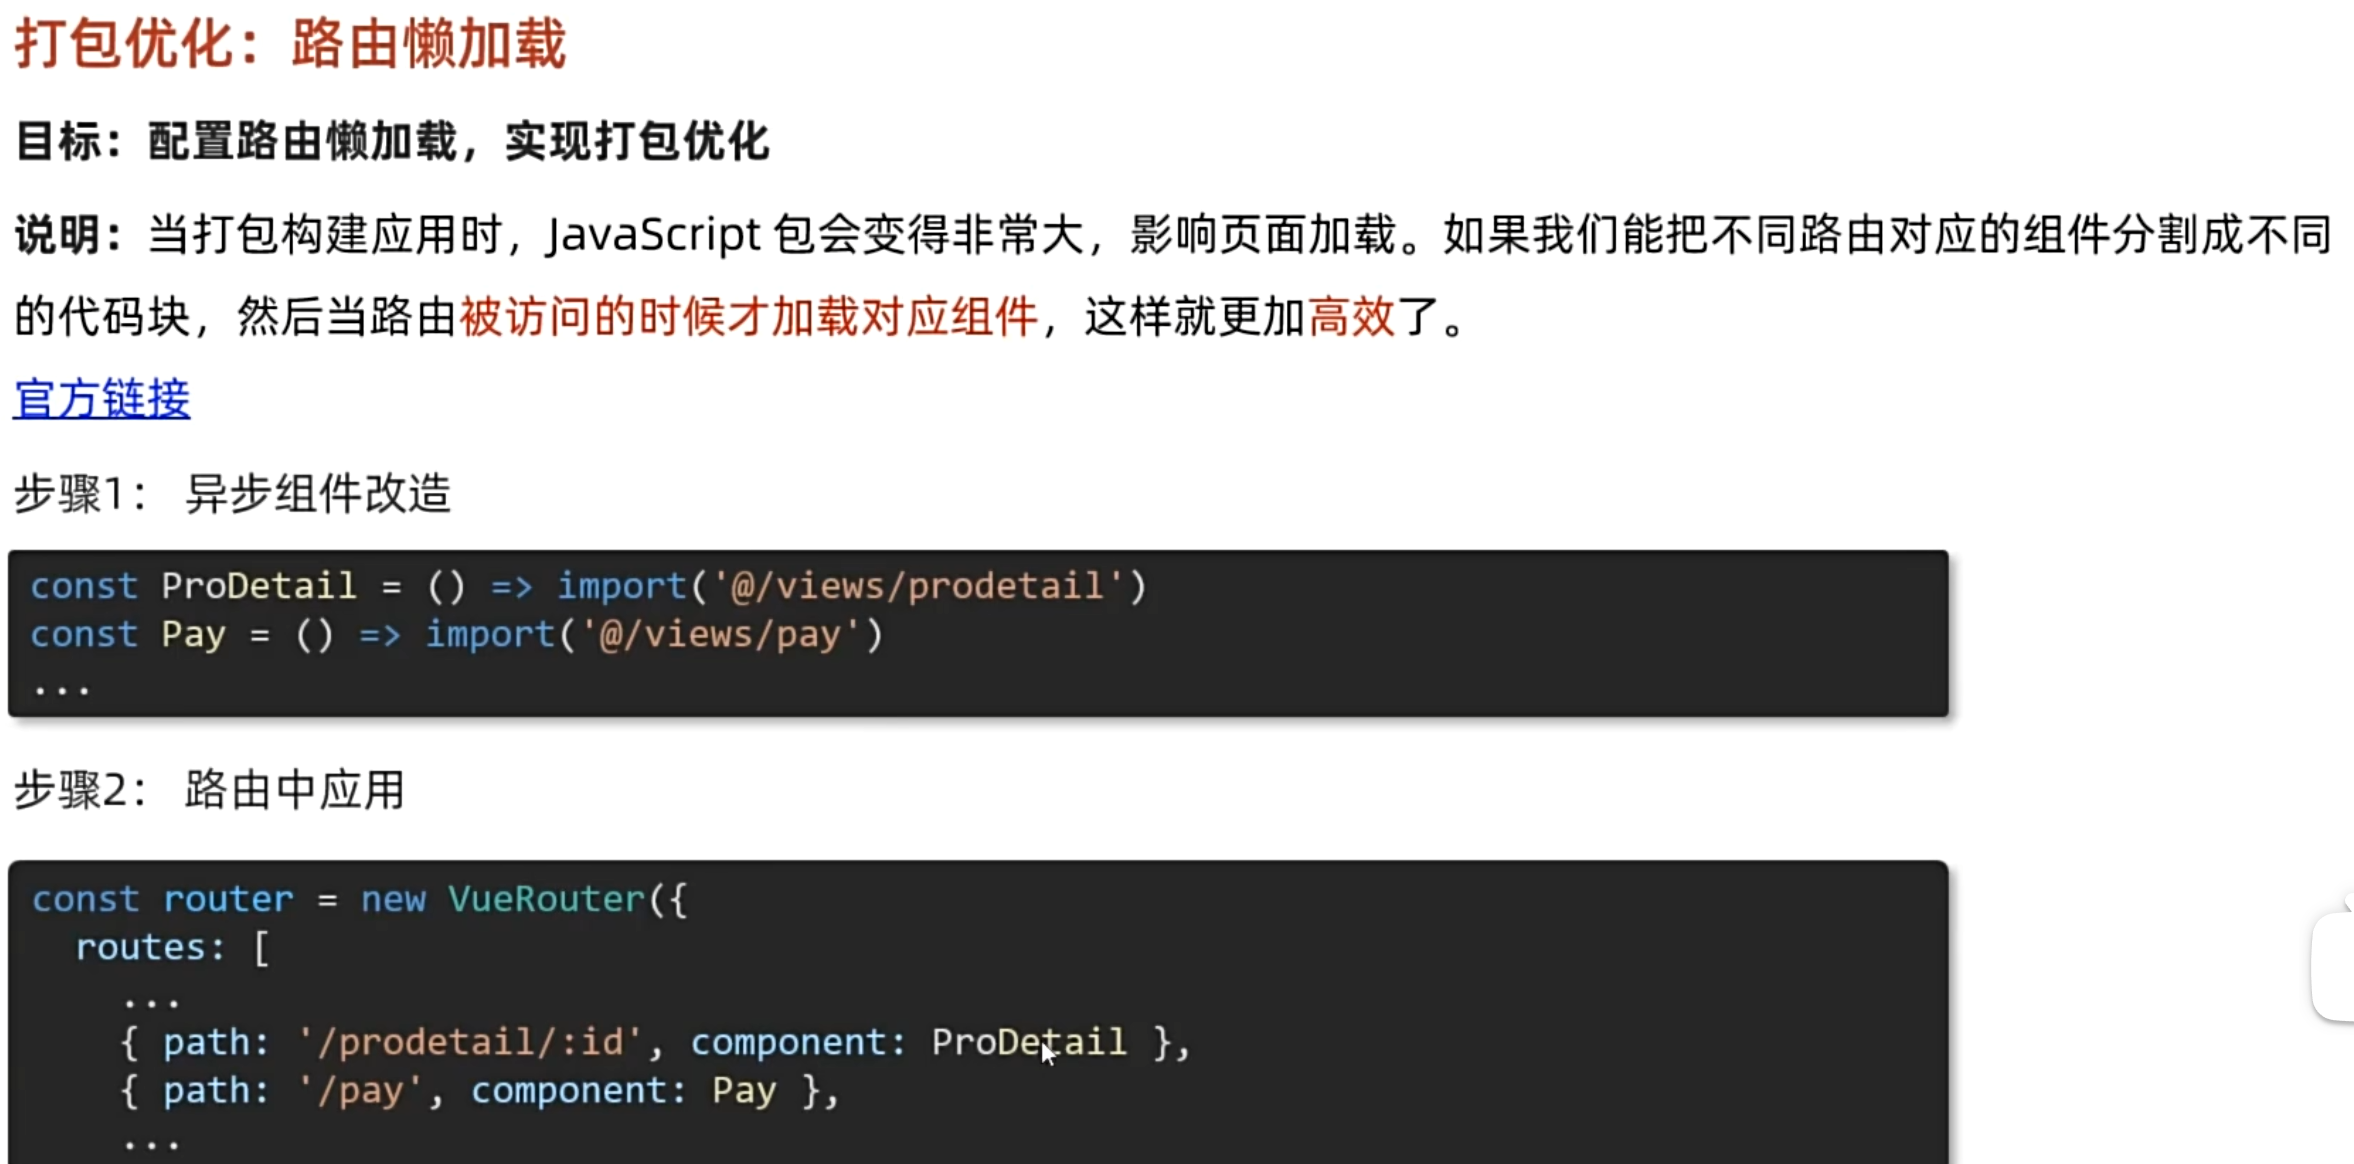 打包优化：路由懒加载
目标：配置路由懒加载，实现打包优化
说明：当打包构建应用时，JavaScript 包会变得非常大，影响页面加载。如果我们能把不同路由对应的组件分割成不同
的代码块，然后当路由被访问的时候才加载对应组件，这样就更加高效了。
官方链接
步骤1： 异步组件改造
const ProDetail = () => import('@/views/prodetail')
const Pay = () => import('@/views/pay')
...
步骤2： 路由中应用
const router = new VueRouter({
  routes: [
    ...
    { path: '/prodetail/:id', component: ProDetail },
    { path: '/pay', component: Pay },
    ...